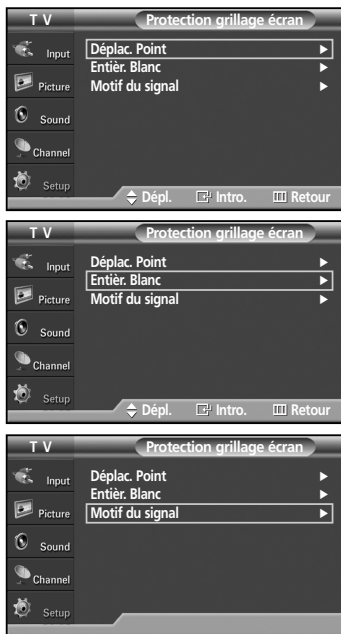 T V Protection grillage écran
Input Déplac. Point
Entièr. Blanc
Picture Motif du signal
Sound
Channel
Setup
Dépl. Intro. Retour
T V Protection grillage écran
Input Déplac. Point
Entièr. Blanc
Picture Motif du signal
Sound
Channel
Setup
Dépl. Intro. Retour
T V Protection grillage écran
Input Déplac. Point
Entièr. Blanc
Picture Motif du signal
Sound
Channel
Setup